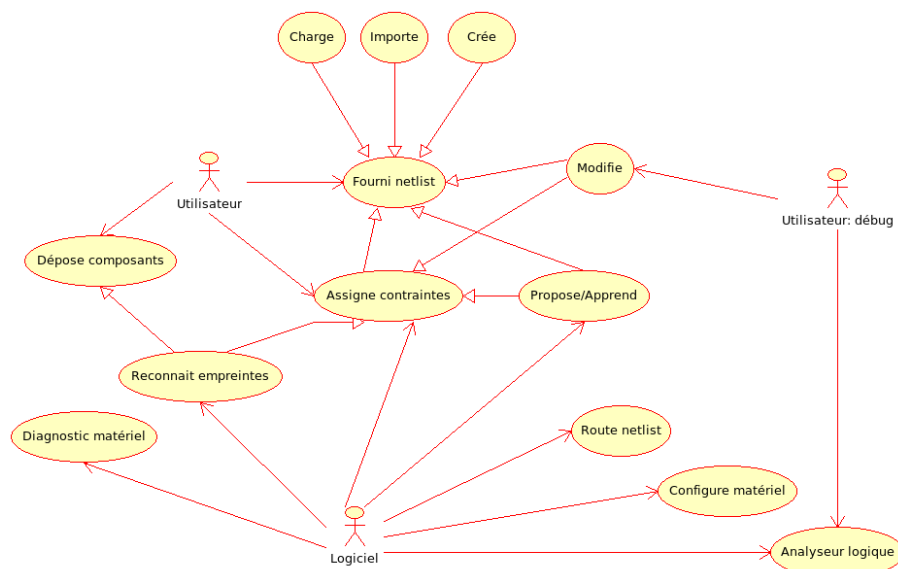 Charge
Importe
Crée
Fourni netlist
Modifie
Utilisateur
Utilisateur: débug
Dépose composants
Assigne contraintes
Propose/Apprend
Reconnait empreintes
Diagnostic matériel
Route netlist
Configure matériel
Logiciel
Analyseur logique